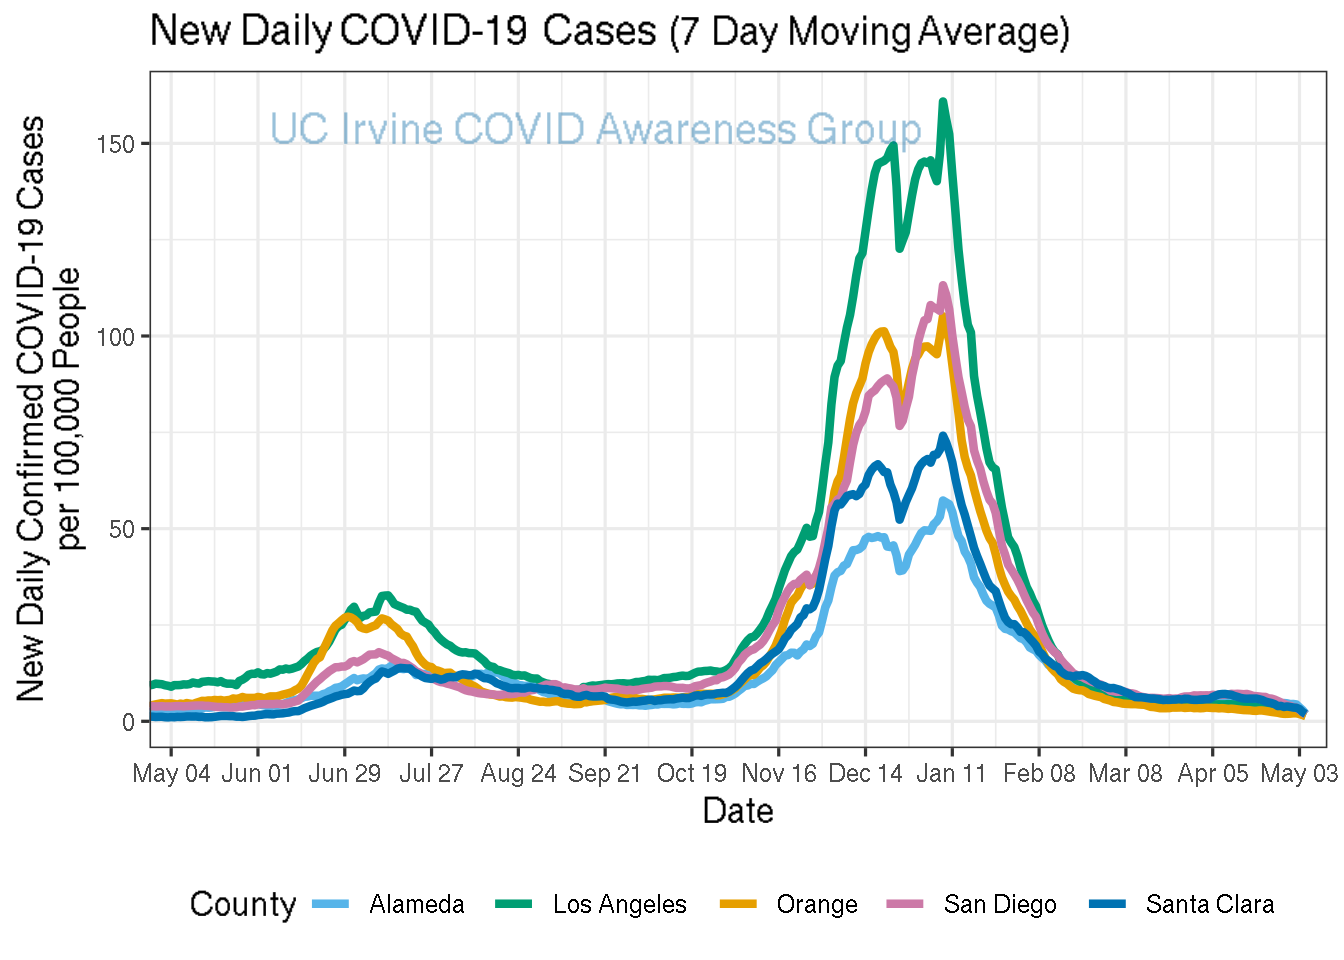 New Daily COVID-19 Cases (7 Day Moving Average)
UC Irvine COVID Awareness Group
New Daily Confirmed COVID-19 Cases
per 100,000 People
150
100
50
0
May 04 Jun 01 Jun 29 Jul 27 Aug 24 Sep 21 Oct 19 Nov 16 Dec 14 Jan 11 Feb 08 Mar 08 Apr 05 May 03
Date
County Alameda Los Angeles Orange San Diego Santa Clara